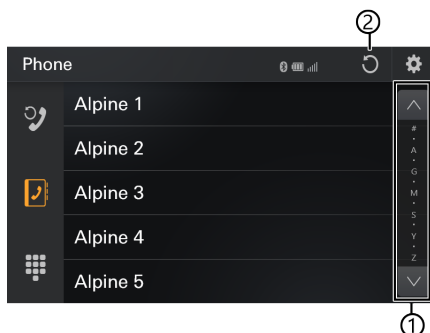 ②
Phone
Alpine 1
Alpine 2
Alpine 3
Alpine 4
Alpine 5
#
A
G
M
S
Y
Z
①